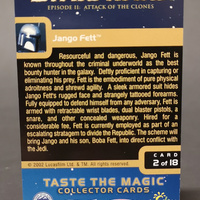 EPISODE II: ATTACK OF THE CLONES
Jango Fett™
Resourceful and dangerous, Jango Fett is
known throughout the criminal underworld as the best
bounty hunter in the galaxy. Deftly proficient in capturing or
eliminating his prey, Fett is the embodiment of pure physical
driveness and shrewd agility. A sleek armored suit hides
Jango Fett's rugged face and strangely tattooed forearms.
Fully equipped to defend himself from any adversary, Fett is
armed with retractable wrist blades, dual blaster pistols, a
snare, and other concealed weaponry. Hired for a
considerable fee, Fett is currently employed as part of an
escalating stratagem to divide the Republic. The scheme will
bring Jango and his son, Boba Fett, into direct conflict
with the Jedi.
CARD
2 of 18
© 2002 Lucasfilm Ltd. & TM. All rights reserved.
TASTE THE MAGIC
COLLECTOR CARDS